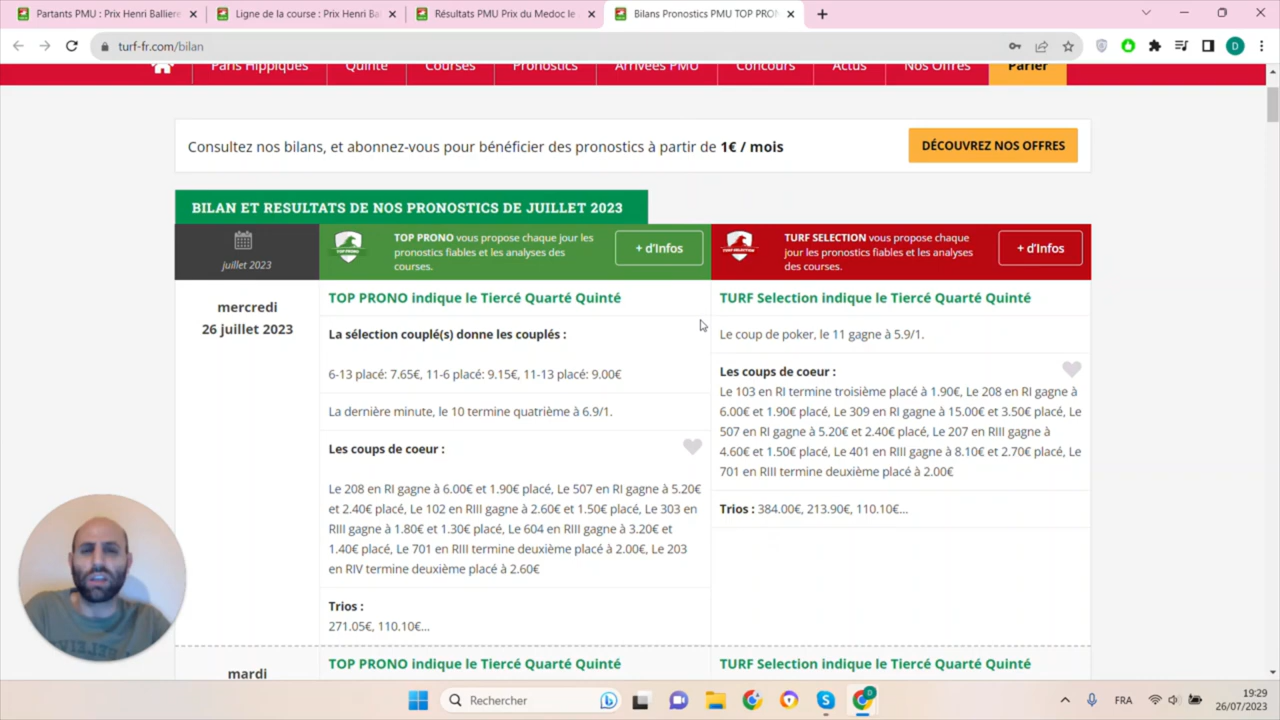 Partants PMU : Prix Henri Balliere
Ligne de la course : Prix Henri Ba
Résultats PMU Prix du Medoc le
Bilans Pronostics PMU TOP PRON
turf-fr.com/bilan
D
Paris Hippiques
Quinté
Courses
Pronostics
Arrivées PMU
Concours
Actus
Nos Offres
Parier
Consultez nos bilans, et abonnez-vous pour bénéficier des pronostics à partir de 1€ / mois
DÉCOUVREZ NOS OFFRES
BILAN ET RESULTATS DE NOS PRONOSTICS DE JUILLET 2023
juillet 2023
TOP PRONO
TOP PRONO vous propose chaque jour les
pronostics fiables et les analyses des
courses.
+ d'Infos
TURF SELECTION
TURF SELECTION vous propose chaque
jour les pronostics fiables et les analyses
des courses.
+ d'Infos
mercredi
26 juillet 2023
TOP PRONO indique le Tiercé Quarté Quinté
La sélection couplé(s) donne les couplés :
6-13 placé: 7.65€, 11-6 placé: 9.15€, 11-13 placé: 9.00€
La dernière minute, le 10 termine quatrième à 6.9/1.
Les coups de coeur :
Le 208 en RI gagne à 6.00€ et 1.90€ placé, Le 507 en RI gagne à 5.20€
et 2.40€ placé, Le 102 en RIII gagne à 2.60€ et 1.50€ placé, Le 303 en
RIII gagne à 1.80€ et 1.30€ placé, Le 604 en RIII gagne à 3.20€ et
1.40€ placé, Le 701 en RIII termine deuxième placé à 2.00€, Le 203
en RIV termine deuxième placé à 2.60€
Trios :
271.05€, 110.10€...
TURF Selection indique le Tiercé Quarté Quinté
Le coup de poker, le 11 gagne à 5.9/1.
Les coups de coeur :
Le 103 en RI termine troisième placé à 1.90€, Le 208 en RI gagne à
6.00€ et 1.90€ placé, Le 309 en RI gagne à 15.00€ et 3.50€ placé, Le
507 en RI gagne à 5.20€ et 2.40€ placé, Le 207 en RIII gagne à
4.60€ et 1.50€ placé, Le 401 en RIII gagne à 8.10€ et 2.70€ placé, Le
701 en RIII termine deuxième placé à 2.00€
Trios : 384.00€, 213.90€, 110.10€...
mardi
TOP PRONO indique le Tiercé Quarté Quinté
TURF Selection indique le Tiercé Quarté Quinté
Rechercher
FRA
19:29
26/07/2023